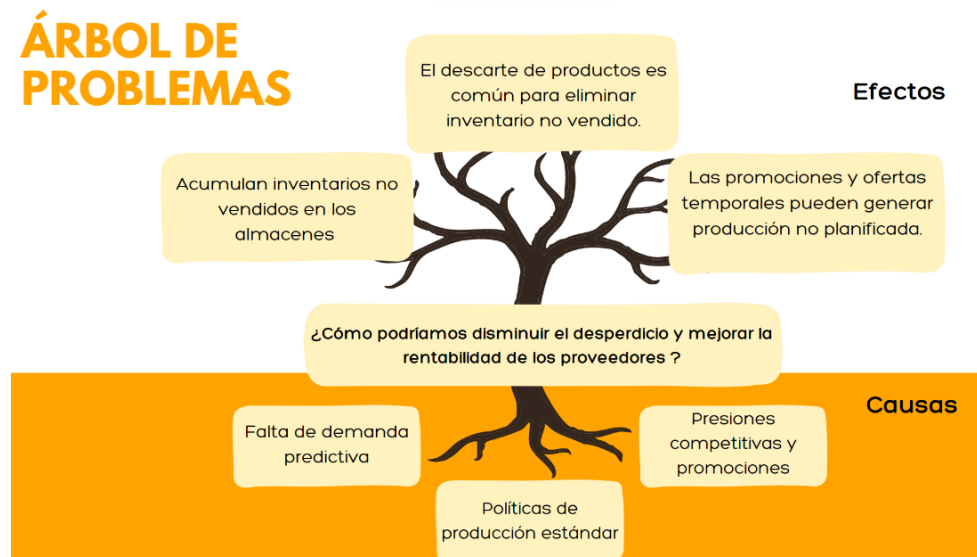 ÁRBOL DE
PROBLEMAS
El descarte de productos es
común para eliminar
inventario no vendido.
Efectos
Acumulan inventarios no
vendidos en los
almacenes
Las promociones y ofertas
temporales pueden generar
producción no planificada.
¿Cómo podríamos disminuir el desperdicio y mejorar la
rentabilidad de los proveedores ?
Causas
Falta de demanda
predictiva
Presiones
competitivas y
promociones
Políticas de
producción estándar